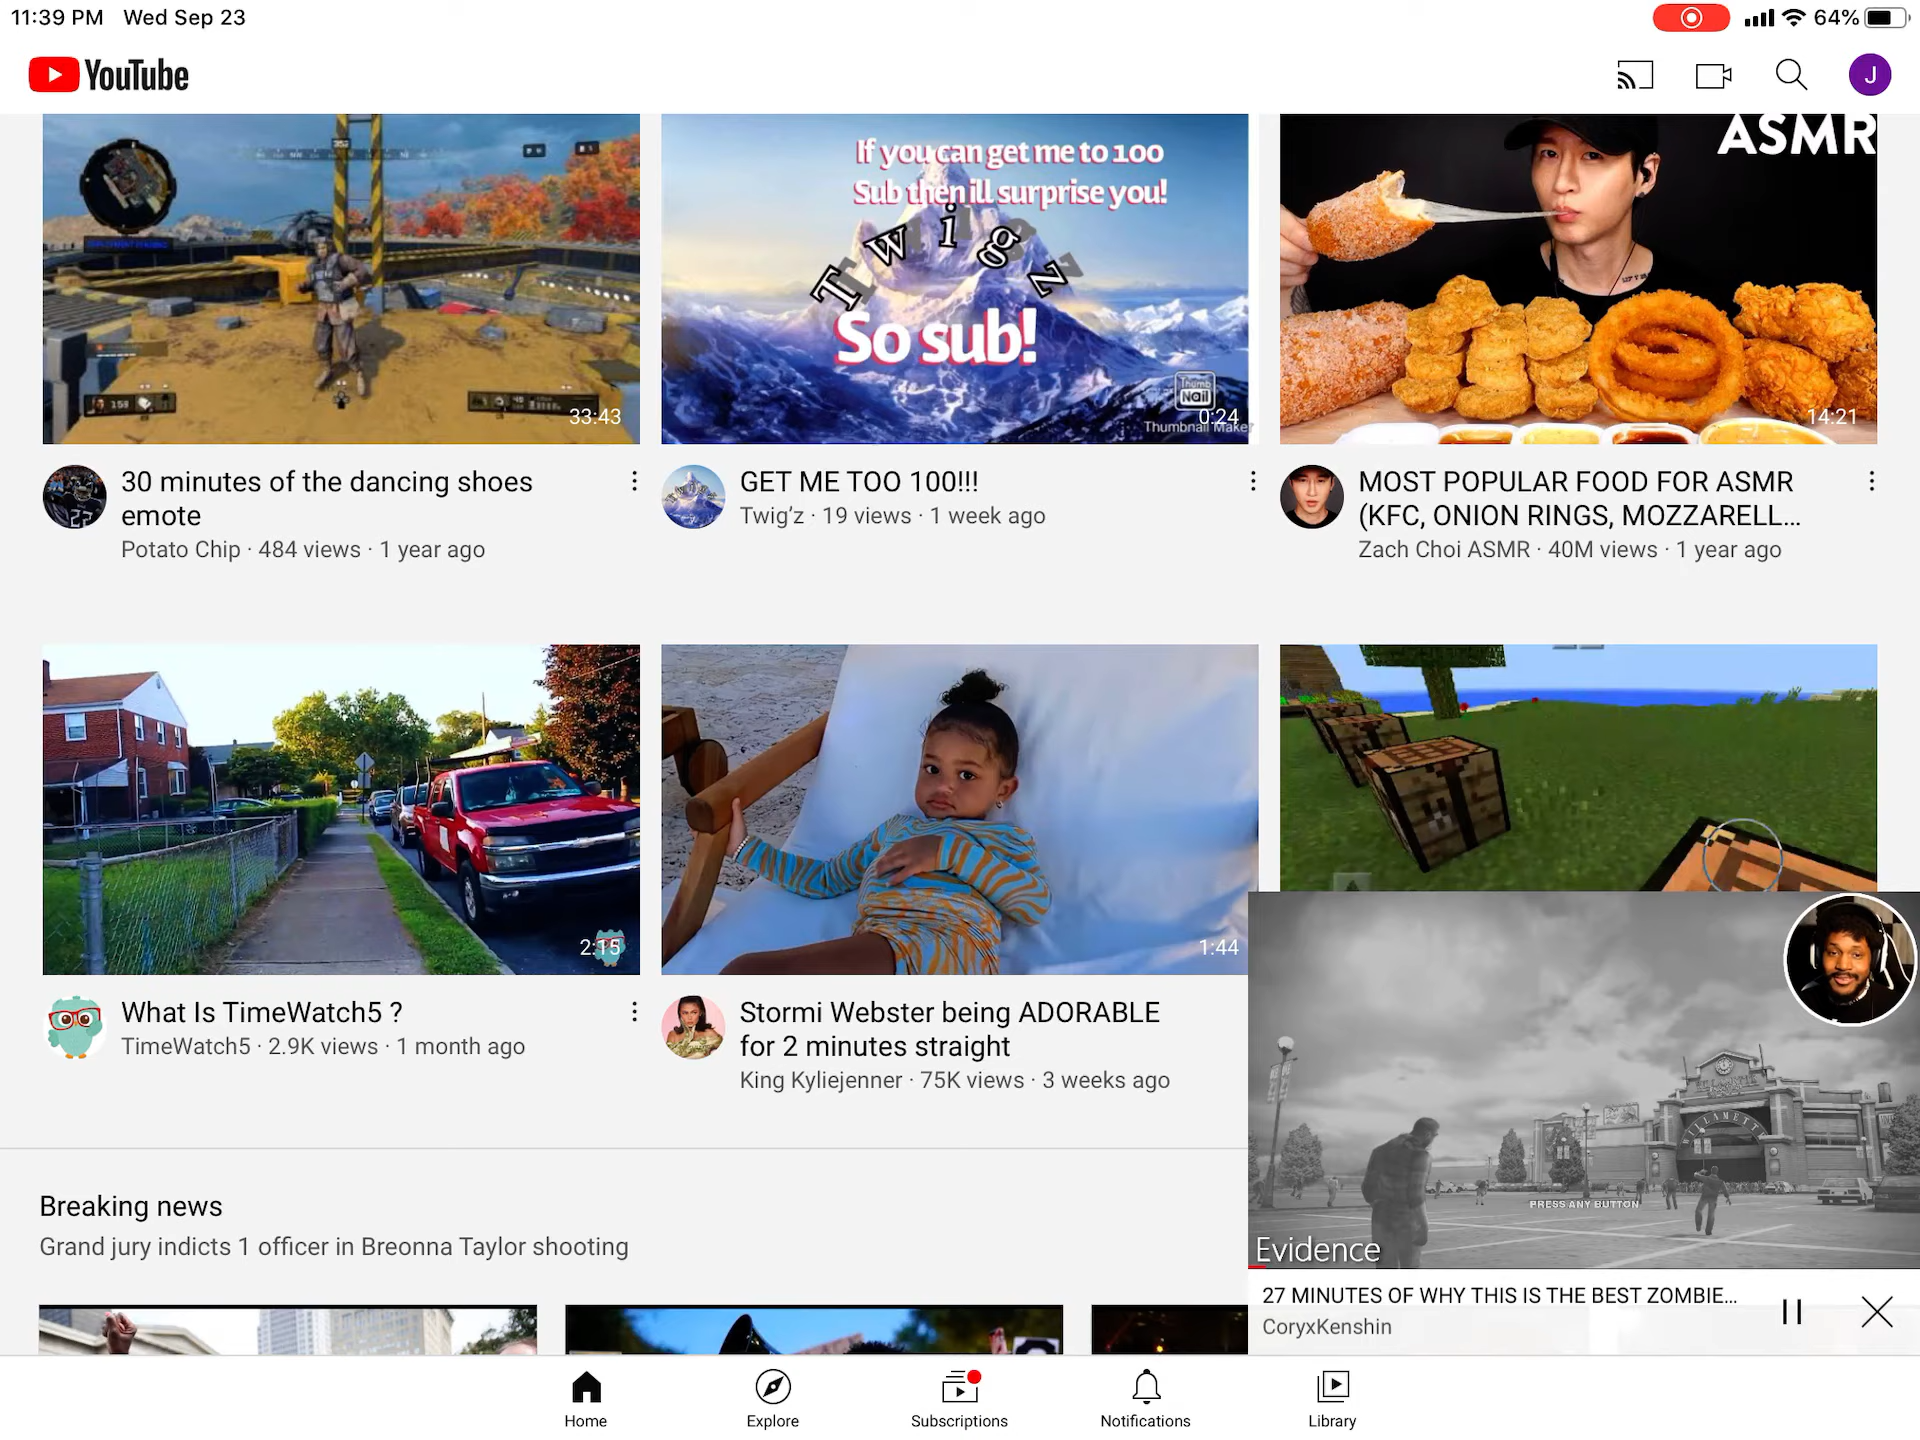 11:39 PM Wed Sep 23
64%
YouTube
J
33:43
If you can get me to 100
Sub then ill surprise you!
Twigz
So sub!
Thumb
Nail
0:24
Thumbnail Maker
ASMR
14:21
30 minutes of the dancing shoes
emote
Potato Chip · 484 views · 1 year ago
GET ME TOO 100!!!
Twig'z · 19 views · 1 week ago
MOST POPULAR FOOD FOR ASMR
(KFC, ONION RINGS, MOZZARELL...
Zach Choi ASMR · 40M views · 1 year ago
2:15
1:44
What Is TimeWatch5 ?
TimeWatch5 · 2.9K views · 1 month ago
Stormi Webster being ADORABLE
for 2 minutes straight
King Kyliejenner · 75K views · 3 weeks ago
WILLAMETTE
PRESS ANY BUTTON
Evidence
27 MINUTES OF WHY THIS IS THE BEST ZOMBIE...
CoryxKenshin
Breaking news
Grand jury indicts 1 officer in Breonna Taylor shooting
Home
Explore
Subscriptions
Notifications
Library